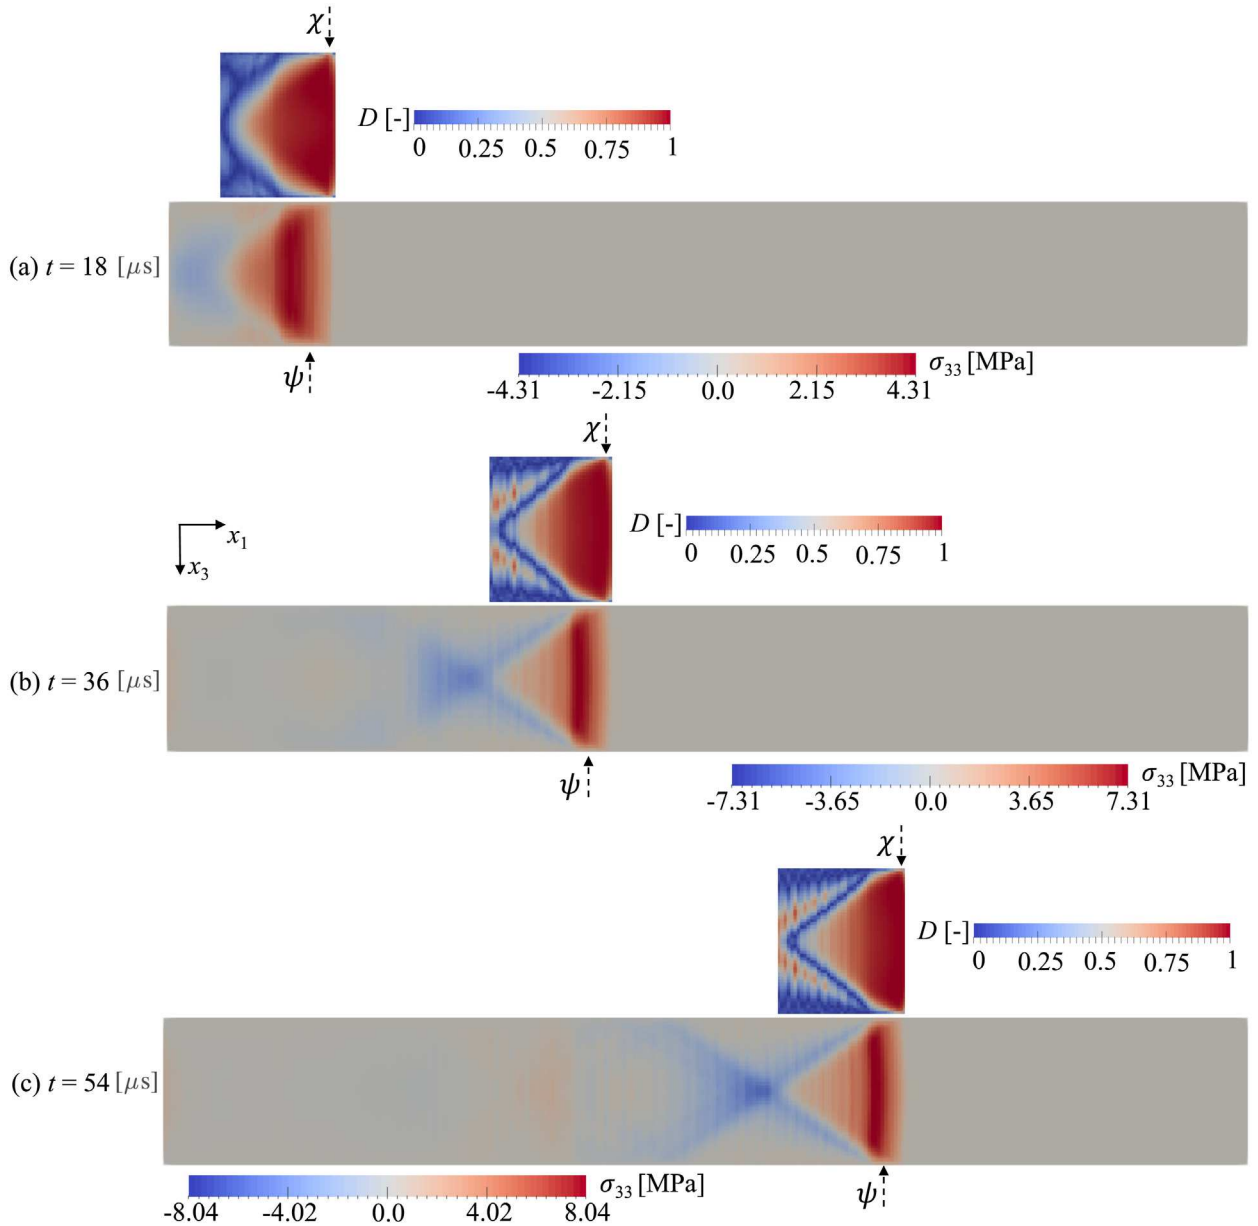 χ
D [-]
0 0.25 0.5 0.75 1
(a) t = 18 [μs]
ψ
σ33 [MPa]
-4.31 -2.15 0.0 2.15 4.31
χ
D [-]
0 0.25 0.5 0.75 1
x1
x3
(b) t = 36 [μs]
ψ
σ33 [MPa]
-7.31 -3.65 0.0 3.65 7.31
χ
D [-]
0 0.25 0.5 0.75 1
(c) t = 54 [μs]
σ33 [MPa]
ψ
-8.04 -4.02 0.0 4.02 8.04